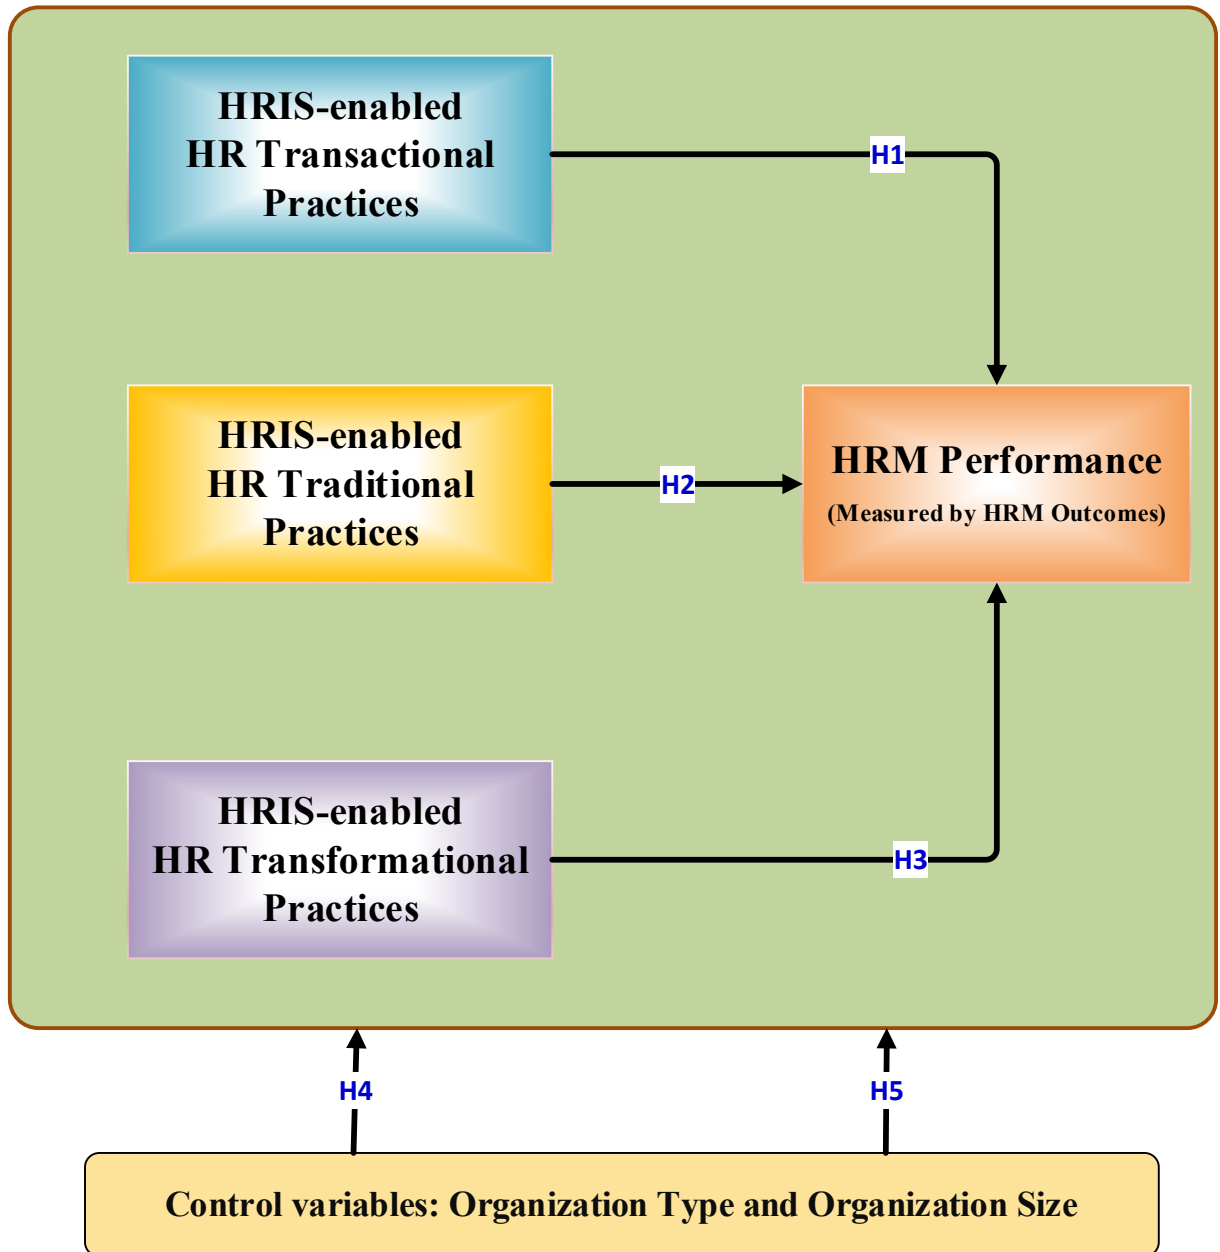 HRIS-enabled
HR Transactional
Practices
H1
HRIS-enabled
HR Traditional
Practices
H2
HRM Performance
(Measured by HRM Outcomes)
HRIS-enabled
HR Transformational
Practices
H3
H4
H5
Control variables: Organization Type and Organization Size